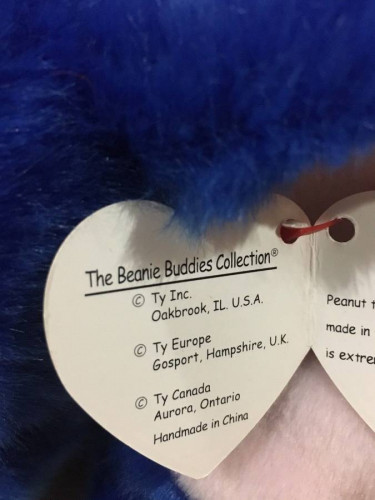 The Beanie Buddies Collection®
© Ty Inc.
Oakbrook, IL. U.S.A.
© Ty Europe
Gosport, Hampshire, U.K.
© Ty Canada
Aurora, Ontario
Handmade in China
Peanut
made in
is